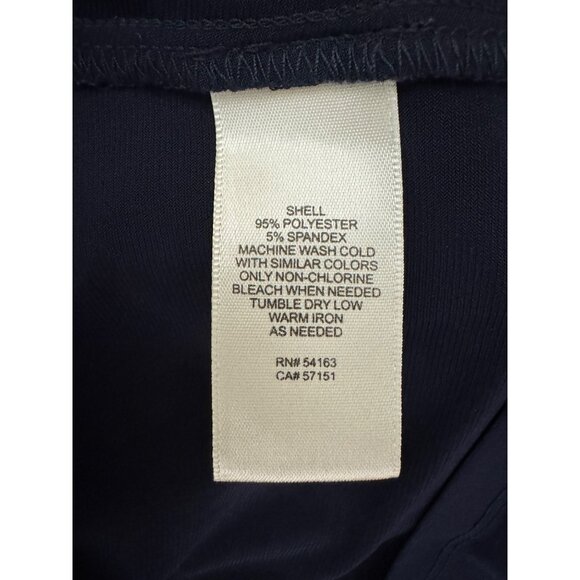 SHELL
95% POLYESTER
5% SPANDEX
MACHINE WASH COLD
WITH SIMILAR COLORS
ONLY NON-CHLORINE
BLEACH WHEN NEEDED
TUMBLE DRY LOW
WARM IRON
AS NEEDED
RN# 54163
CA# 57151